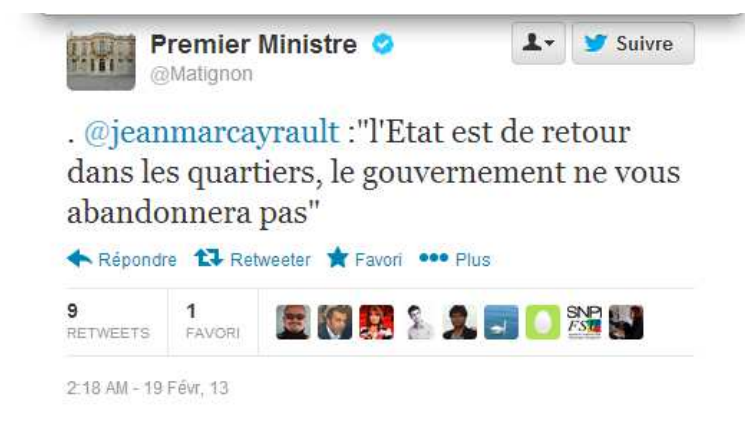 Premier Ministre
Suivre
@Matignon
. @jeanmarcayrault :"l'Etat est de retour
dans les quartiers, le gouvernement ne vous
abandonnera pas"
Répondre Retweeter Favori Plus
9 1
RETWEETS FAVORI
SNPI
FSU
2:18 AM - 19 Févr, 13